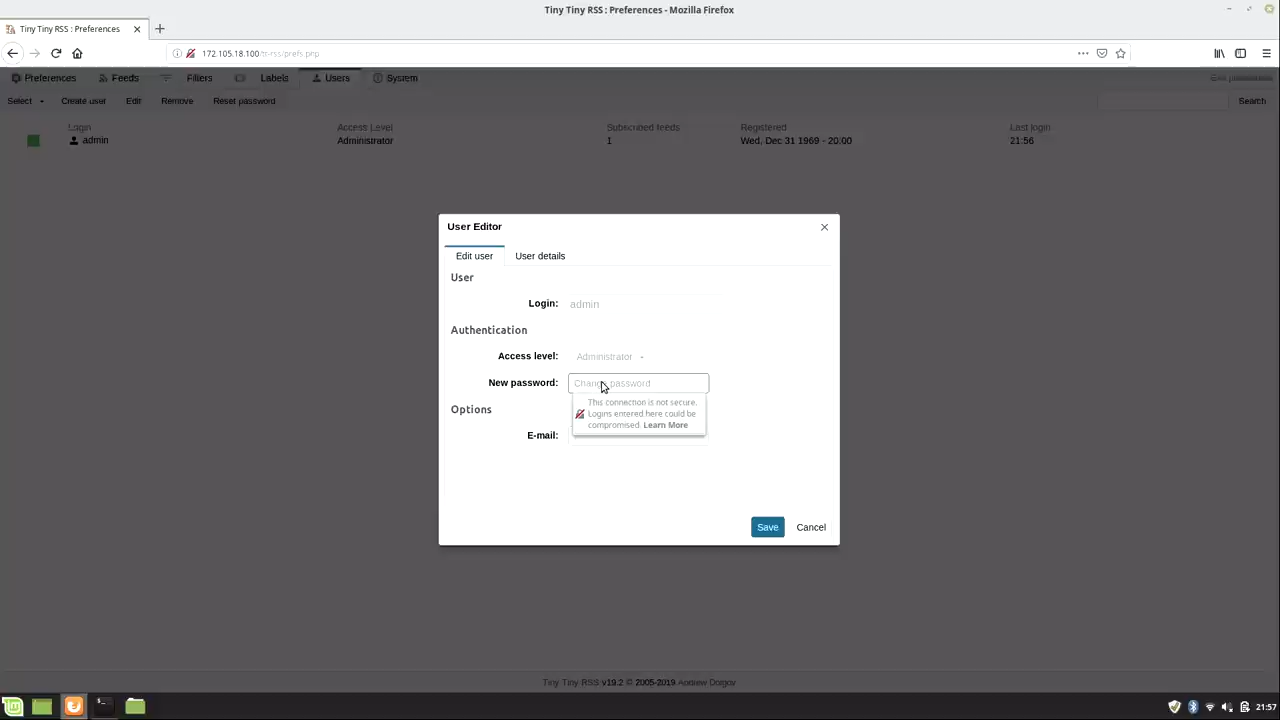 Tiny Tiny RSS : Preferences - Mozilla Firefox
Tiny Tiny RSS : Preferences
172.105.18.100/tt-rss/prefs.php
Preferences Feeds Filters Labels Users System
Select Create user Edit Remove Reset password Search
Login Access Level Subscribed feeds Registered Last login
admin Administrator 1 Wed, Dec 31 1969 - 20:00 21:56
User Editor
Edit user User details
User
Login: admin
Authentication
Access level: Administrator
New password: Change password
This connection is not secure.
Logins entered here could be
compromised. Learn More
Options
E-mail:
Save Cancel
Tiny Tiny RSS v19.2 © 2005-2019 Andrew Dolgov
21:57